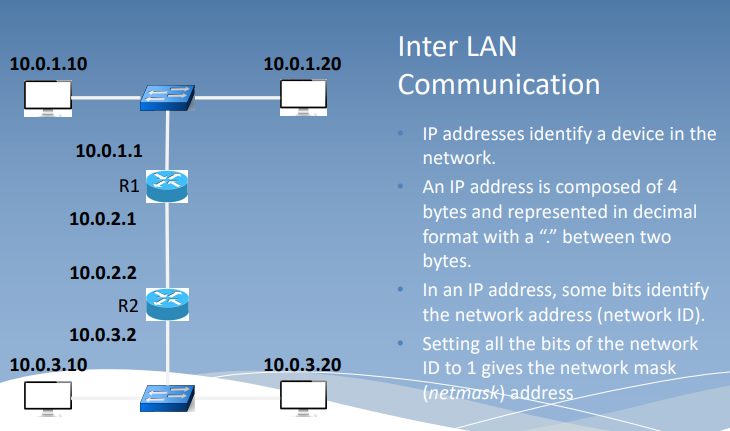 Inter LAN
Communication
10.0.1.10
10.0.1.20
10.0.1.1
R1
10.0.2.1
10.0.2.2
R2
10.0.3.2
10.0.3.10
10.0.3.20
• IP addresses identify a device in the
network.
• An IP address is composed of 4
bytes and represented in decimal
format with a “.” between two
bytes.
• In an IP address, some bits identify
the network address (network ID).
• Setting all the bits of the network
ID to 1 gives the network mask
(netmask) address